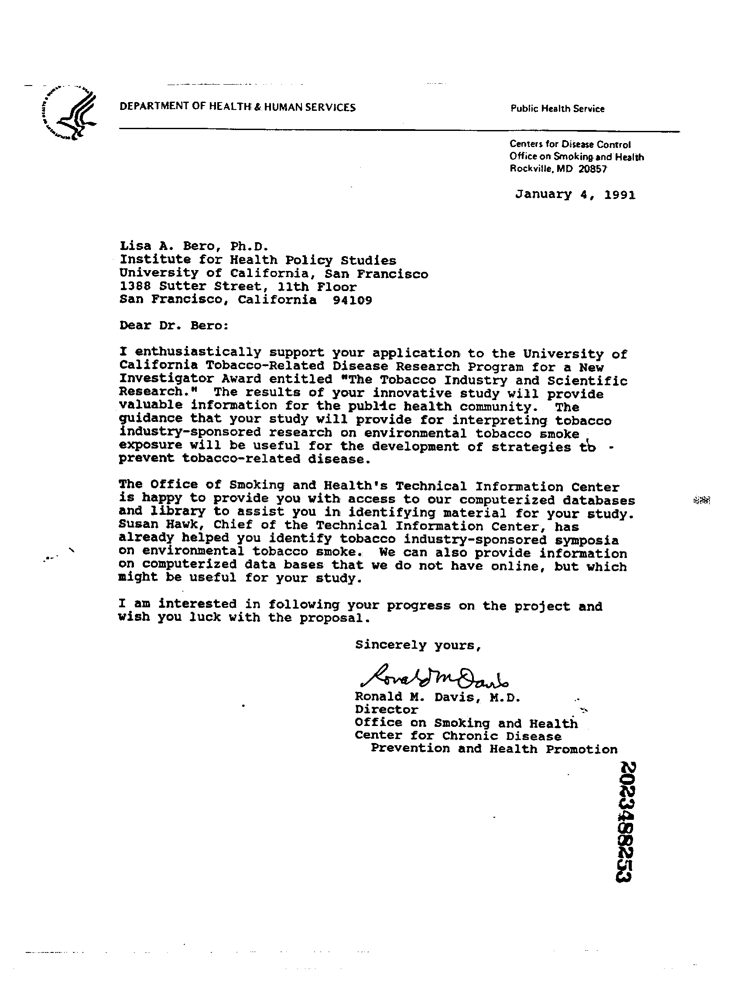 DEPARTMENT OF HEALTH & HUMAN SERVICES
Public Health Service
Centers for Disease Control
Office on Smoking and Health
Rockville, MD 20857
January 4, 1991
Lisa A. Bero, Ph.D.
Institute for Health Policy Studies
University of California, San Francisco
1388 Sutter Street, 11th Floor
San Francisco, California 94109
Dear Dr. Bero:
I enthusiastically support your application to the University of
California Tobacco-Related Disease Research Program for a New
Investigator Award entitled "The Tobacco Industry and Scientific
Research." The results of your innovative study will provide
valuable information for the public health community. The
guidance that your study will provide for interpreting tobacco
industry-sponsored research on environmental tobacco smoke
exposure will be useful for the development of strategies to
prevent tobacco-related disease.
The Office of Smoking and Health's Technical Information Center
is happy to provide you with access to our computerized databases
and library to assist you in identifying material for your study.
Susan Hawk, Chief of the Technical Information Center, has
already helped you identify tobacco industry-sponsored symposia
on environmental tobacco smoke. We can also provide information
on computerized data bases that we do not have online, but which
might be useful for your study.
I am interested in following your progress on the project and
wish you luck with the proposal.
Sincerely yours,
Ronald M Davis
Ronald M. Davis, M.D.
Director
Office on Smoking and Health
Center for Chronic Disease
Prevention and Health Promotion
2023488253